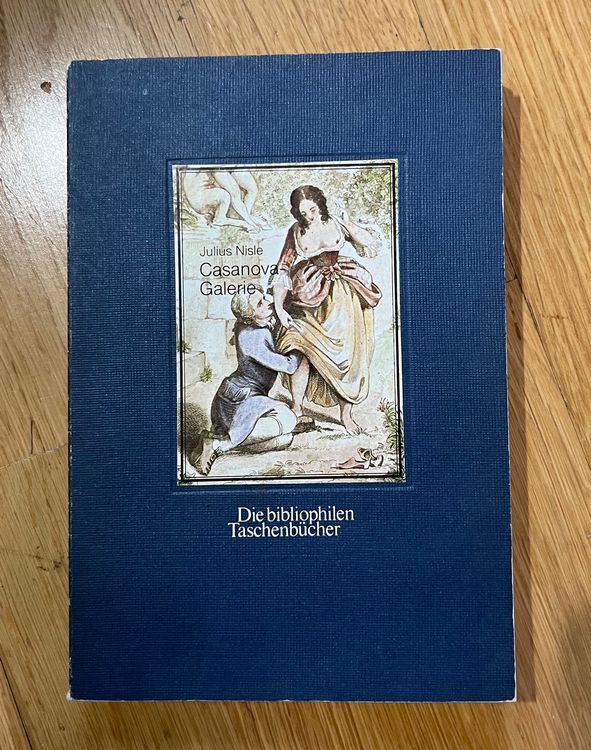 Julius Nisle
Casanova-
Galerie
Die bibliophilen
Taschenbücher